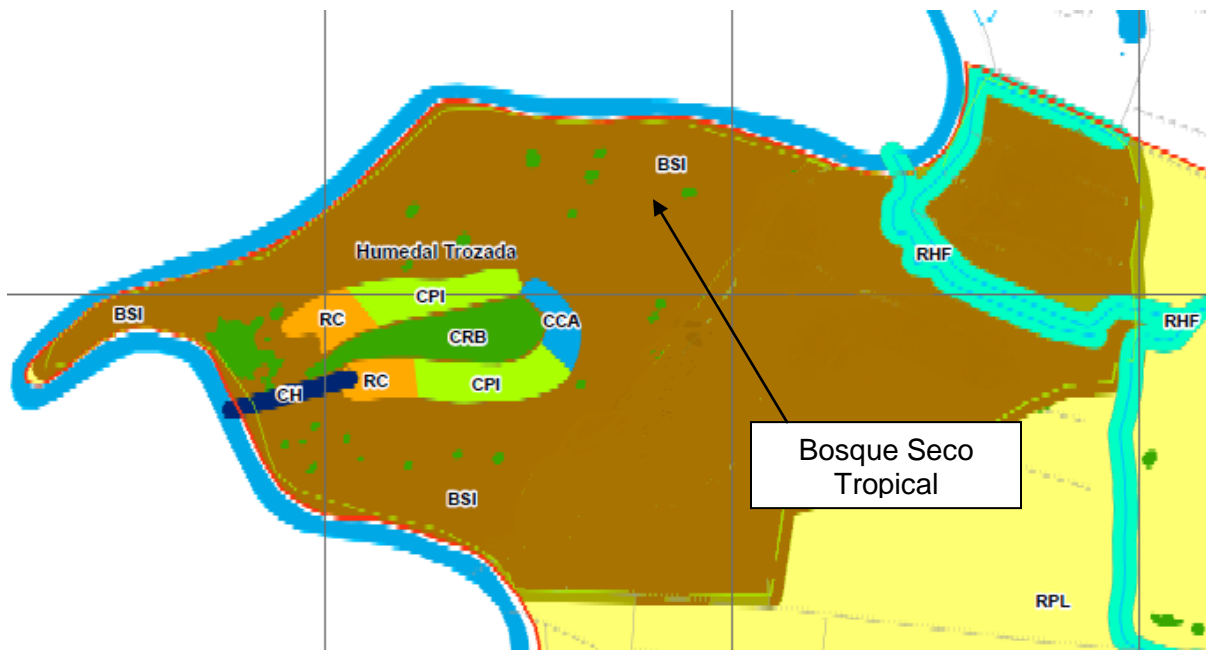 BSI
Humedal Trozada
RHF
CPI
BSI
RC
CCA
RHF
CRB
RC
CPI
CH
Bosque Seco
Tropical
BSI
RPL